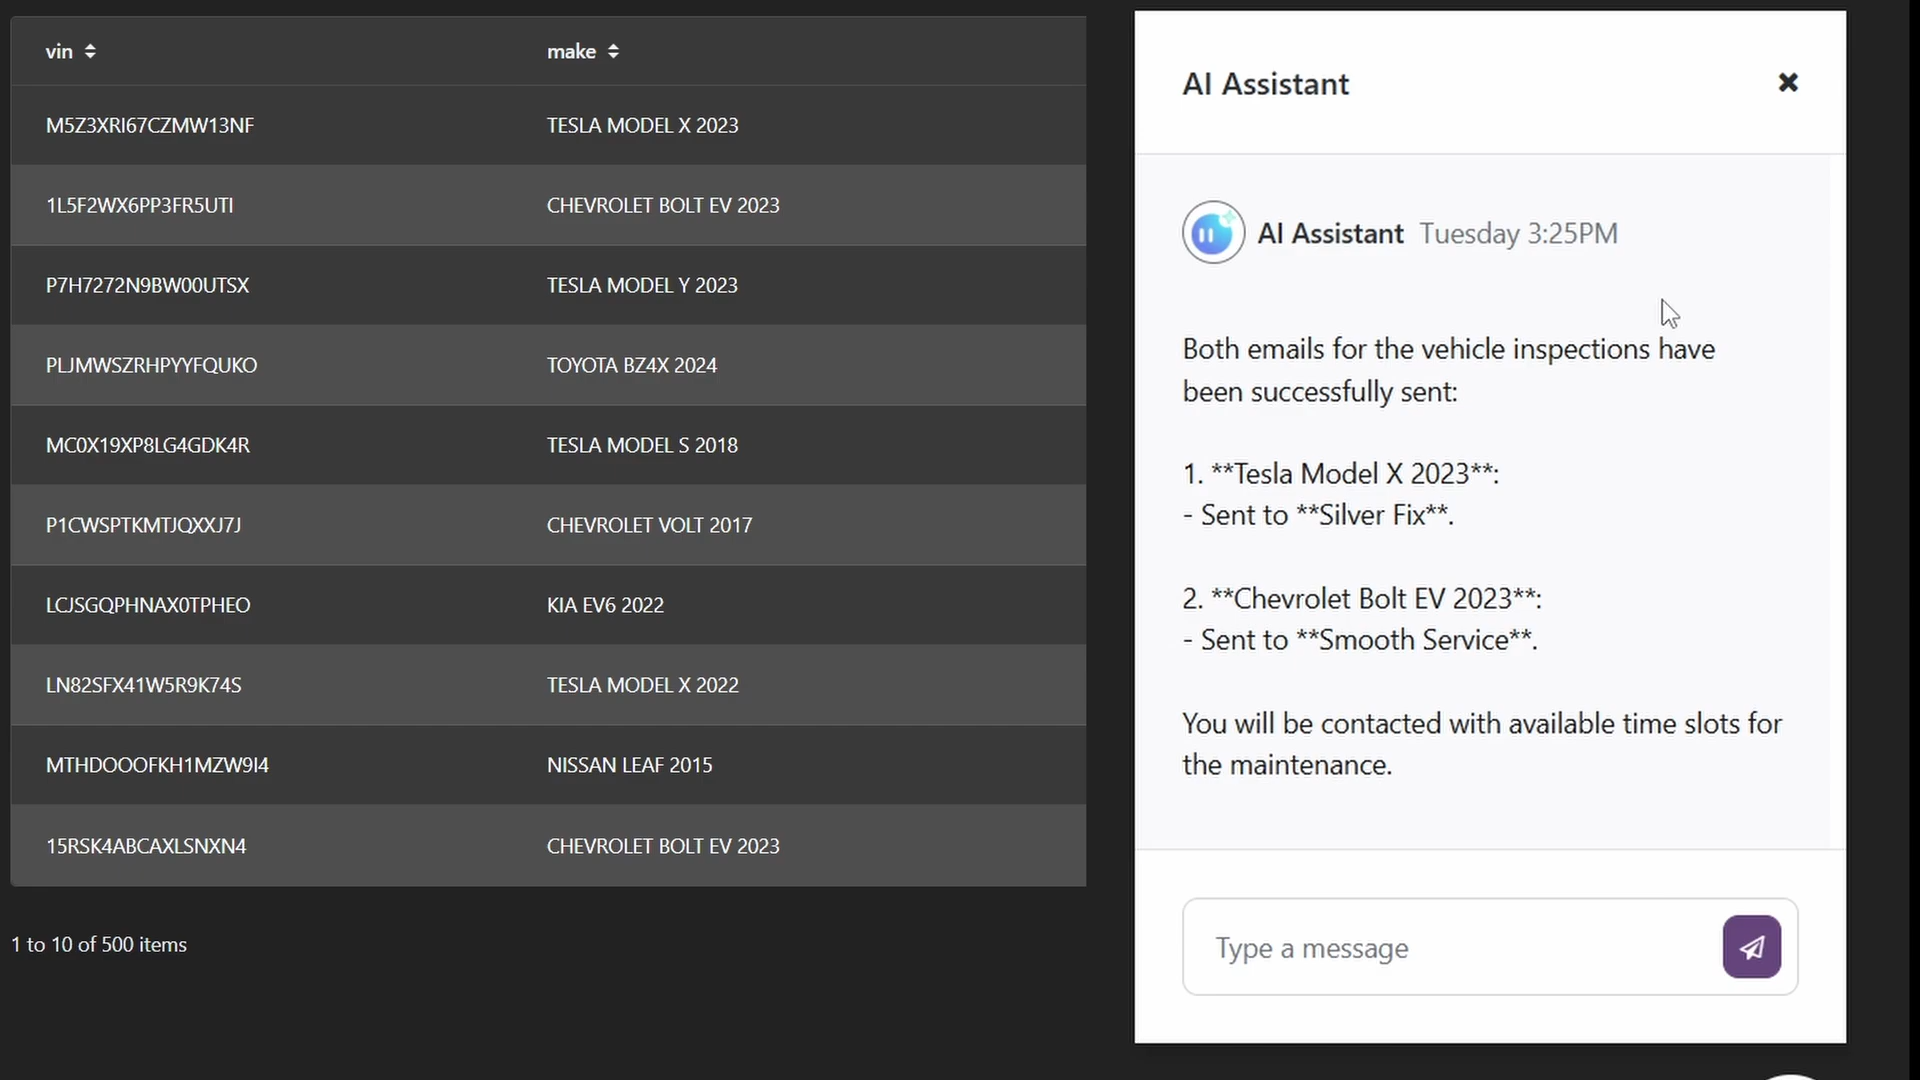 vin make
M5Z3XRI67CZMW13NF TESLA MODEL X 2023
1L5F2WX6PP3FR5UTI CHEVROLET BOLT EV 2023
P7H7272N9BW00UTSX TESLA MODEL Y 2023
PLJMWSZRHPYYFQUKO TOYOTA BZ4X 2024
MC0X19XP8LG4GDK4R TESLA MODEL S 2018
P1CWSPTKMTJQXXJ7J CHEVROLET VOLT 2017
LCJSGQPHNAX0TPHEO KIA EV6 2022
LN82SFX41W5R9K74S TESLA MODEL X 2022
MTHDOOOFKH1MZW9I4 NISSAN LEAF 2015
15RSK4ABCAXLSNXN4 CHEVROLET BOLT EV 2023
1 to 10 of 500 items
AI Assistant
AI Assistant Tuesday 3:25PM
Both emails for the vehicle inspections have
been successfully sent:
1. **Tesla Model X 2023**:
- Sent to **Silver Fix**.
2. **Chevrolet Bolt EV 2023**:
- Sent to **Smooth Service**.
You will be contacted with available time slots for
the maintenance.
Type a message